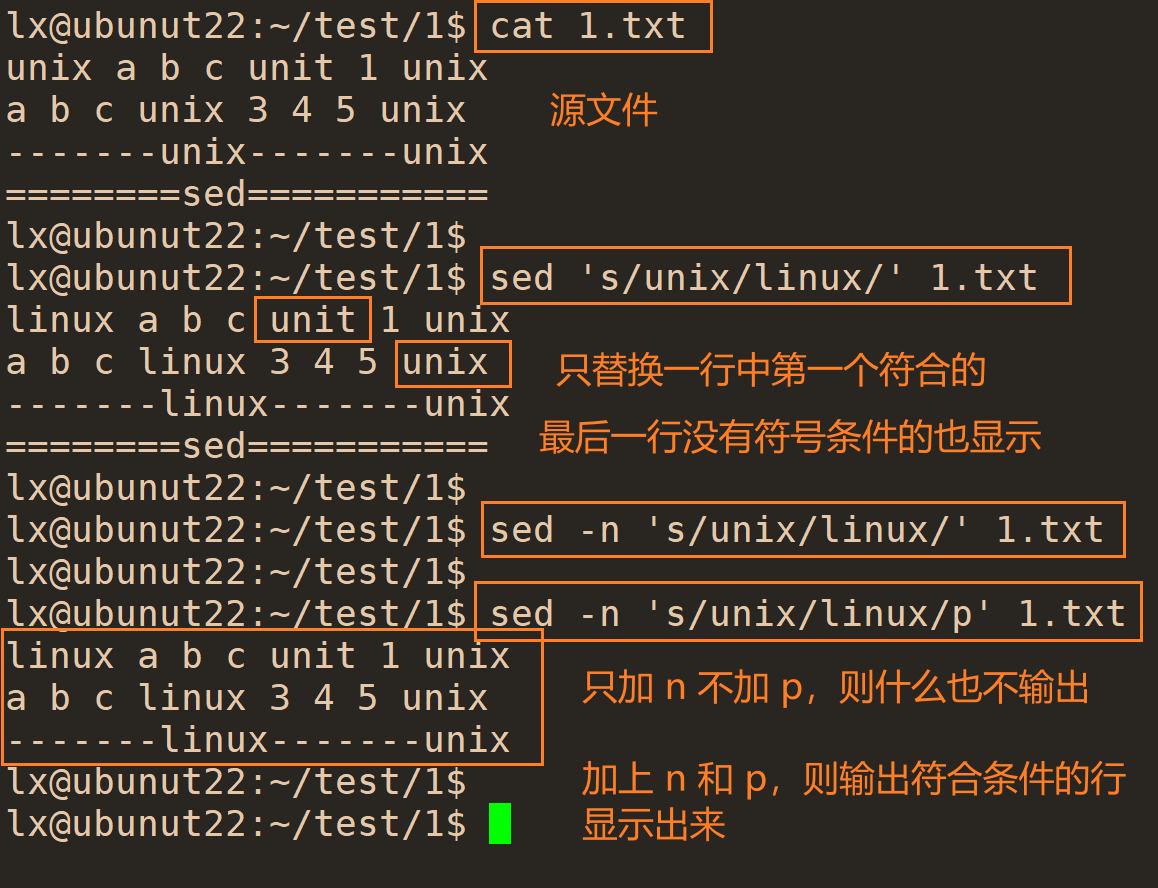 lx@ubunut22:~/test/1$ cat 1.txt
unix a b c unit 1 unix
a b c unix 3 4 5 unix
源文件
-------unix-------unix
========sed===========
lx@ubunut22:~/test/1$
lx@ubunut22:~/test/1$ sed 's/unix/linux/' 1.txt
linux a b c unit 1 unix
a b c linux 3 4 5 unix
只替换一行中第一个符合的
-------linux-------unix
========sed===========
最后一行没有符号条件的也显示
lx@ubunut22:~/test/1$
lx@ubunut22:~/test/1$ sed -n 's/unix/linux/' 1.txt
lx@ubunut22:~/test/1$
lx@ubunut22:~/test/1$ sed -n 's/unix/linux/p' 1.txt
linux a b c unit 1 unix
a b c linux 3 4 5 unix
只加 n 不加 p，则什么也不输出
-------linux-------unix
lx@ubunut22:~/test/1$
加上 n 和 p，则输出符合条件的行
lx@ubunut22:~/test/1$
显示出来